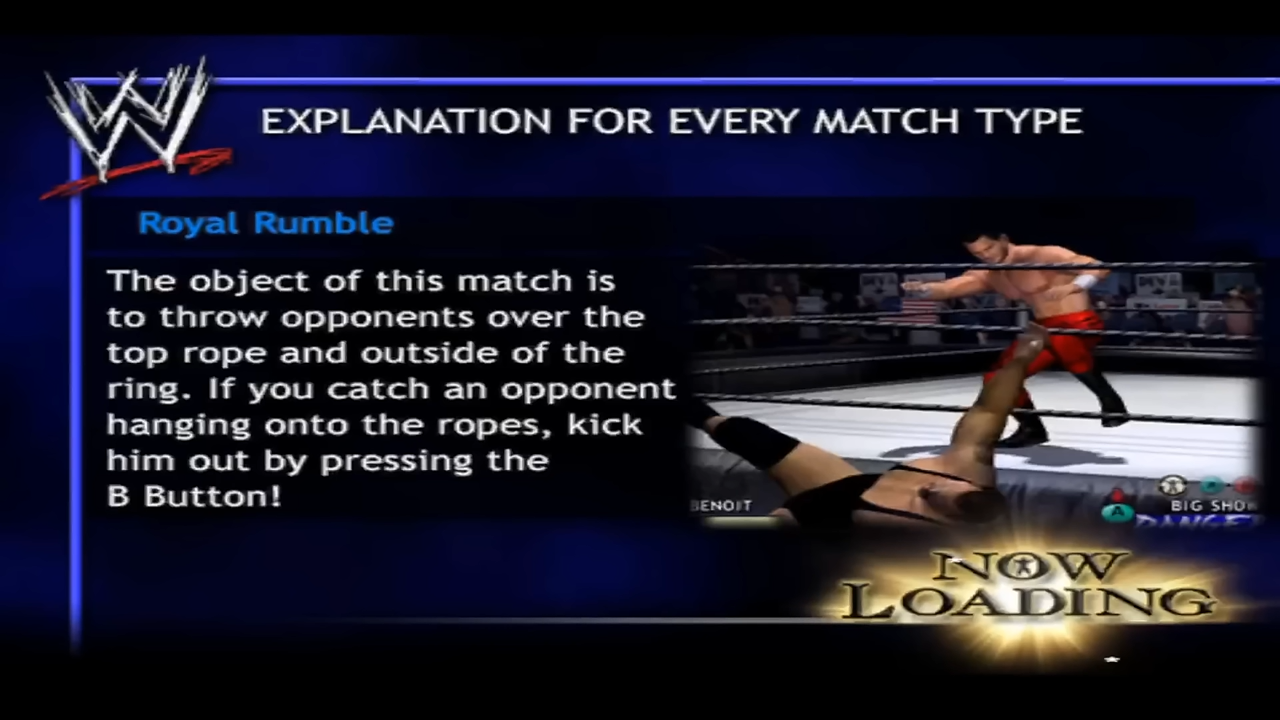 EXPLANATION FOR EVERY MATCH TYPE
Royal Rumble
The object of this match is
to throw opponents over the
top rope and outside of the
ring. If you catch an opponent
hanging onto the ropes, kick
him out by pressing the
B Button!
BENOIT
A
BIG SHOW
DANGER
NOW
LOADING